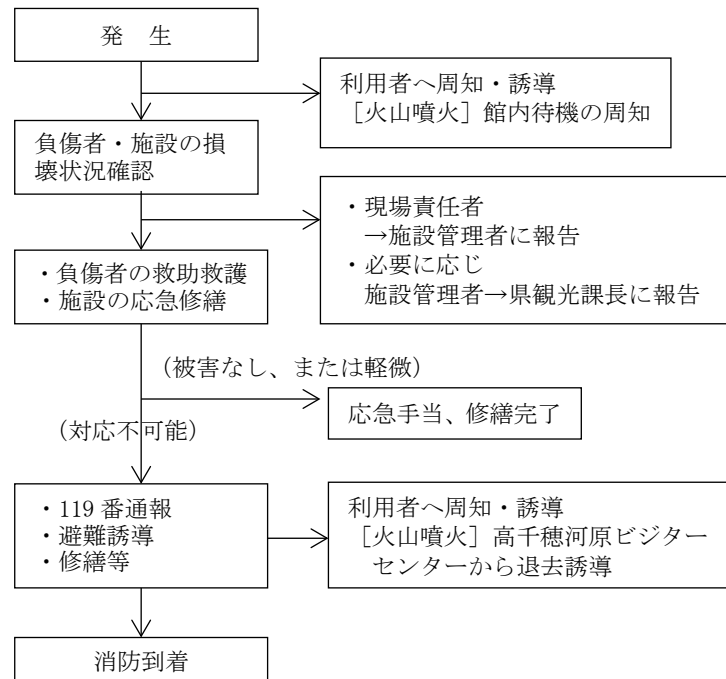 発　生
利用者へ周知・誘導
［火山噴火］館内待機の周知
負傷者・施設の損
壊状況確認
・現場責任者
→施設管理者に報告
・必要に応じ
施設管理者→県観光課長に報告
・負傷者の救助救護
・施設の応急修繕
（被害なし、または軽微）
応急手当、修繕完了
（対応不可能）
・119 番通報
・避難誘導
・修繕等
利用者へ周知・誘導
［火山噴火］高千穂河原ビジター
センターから退去誘導
消防到着